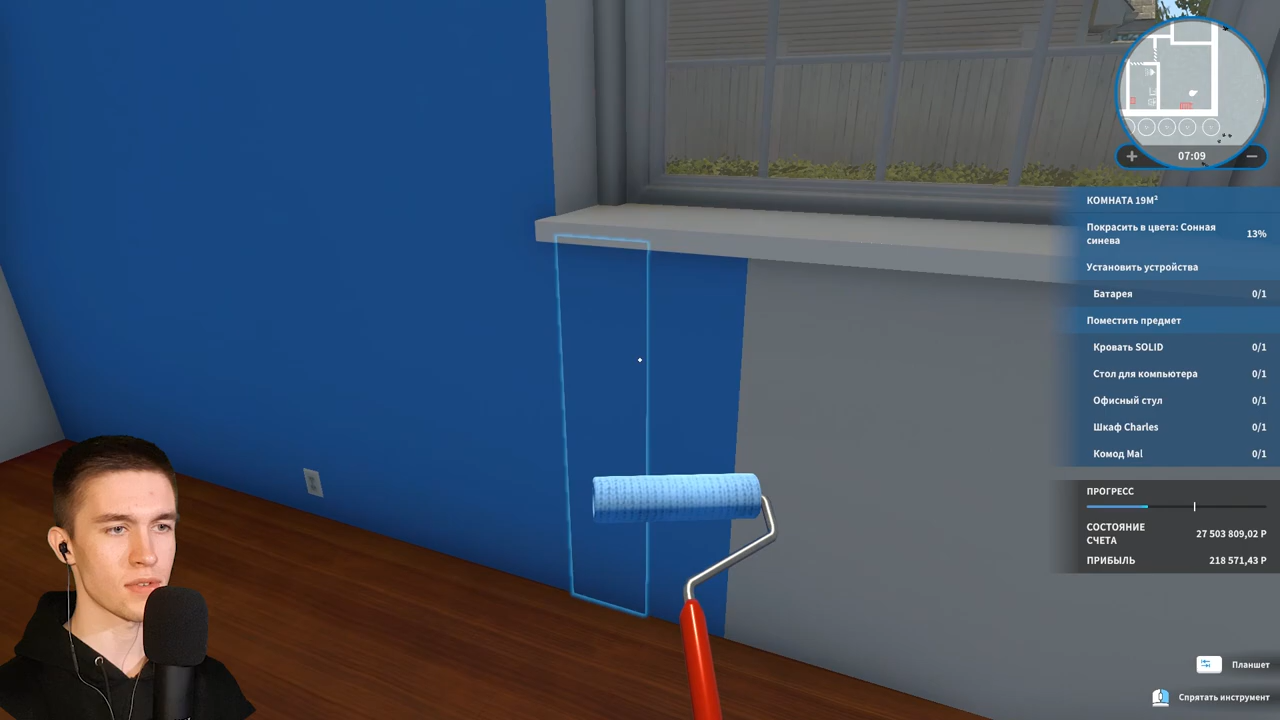 07:09
КОМНАТА 19М²
Покрасить в цвета: Сонная
синева
13%
Установить устройства
Батарея 0/1
Поместить предмет
Кровать SOLID 0/1
Стол для компьютера 0/1
Офисный стул 0/1
Шкаф Charles 0/1
Комод Mal 0/1
ПРОГРЕСС
СОСТОЯНИЕ
СЧЕТА
27 503 809,02 Р
ПРИБЫЛЬ 218 571,43 Р
Планшет
Спрятать инструмент